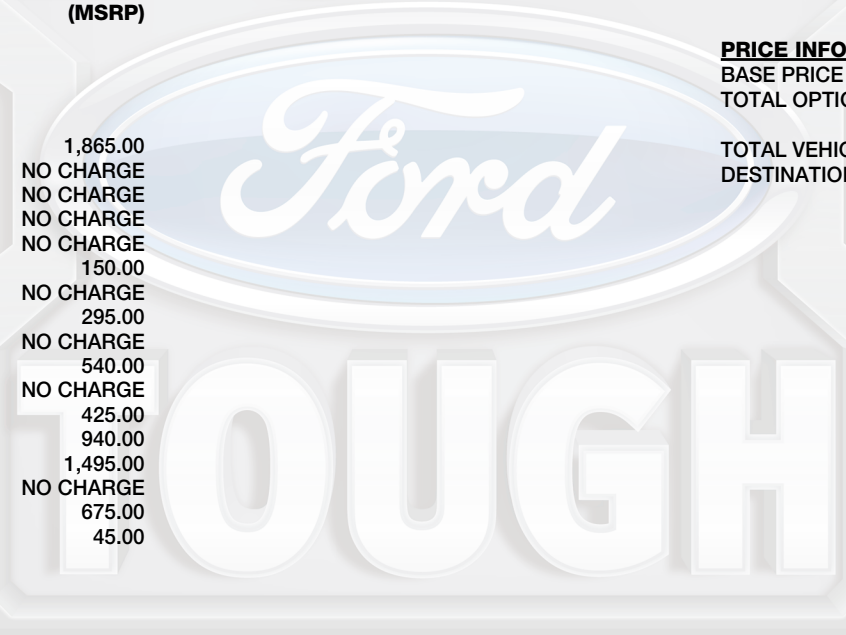 (MSRP)
1,865.00
NO CHARGE
NO CHARGE
NO CHARGE
NO CHARGE
150.00
NO CHARGE
295.00
NO CHARGE
540.00
NO CHARGE
425.00
940.00
1,495.00
NO CHARGE
675.00
45.00
PRICE INFO
BASE PRICE
TOTAL OPTIO
TOTAL VEHIC
DESTINATION
Ford
TOUGH